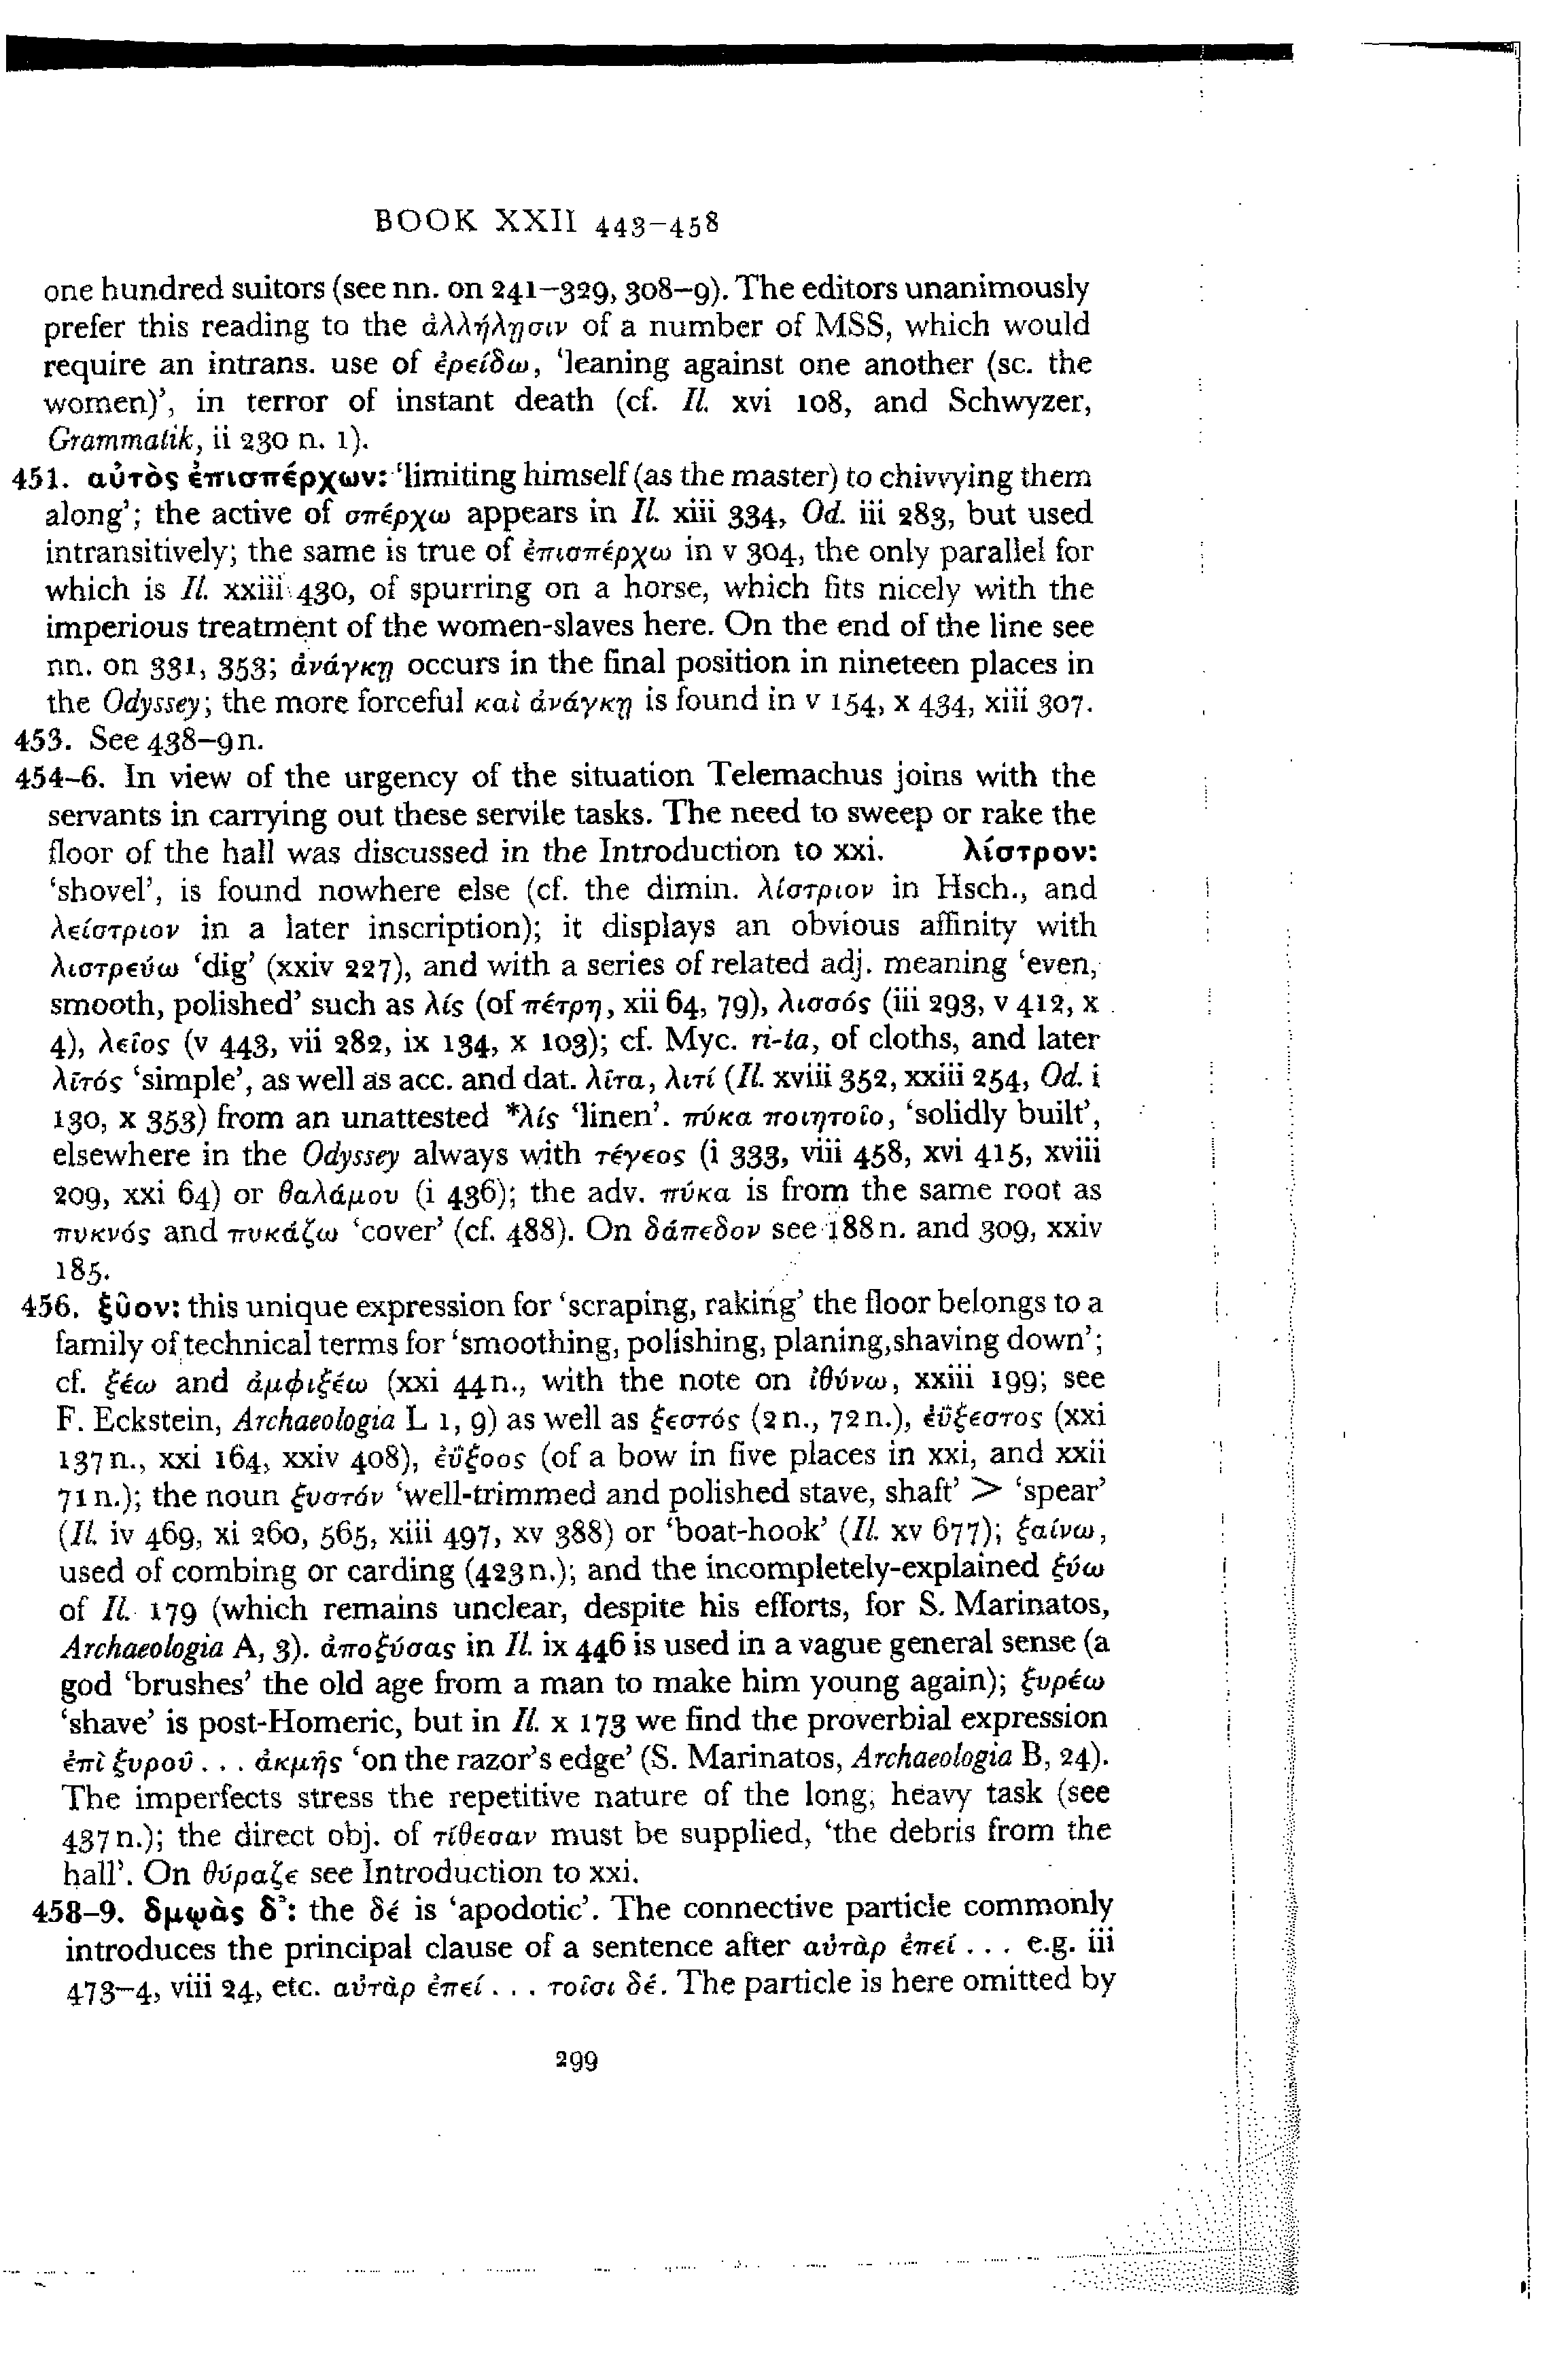 BOOK XXII 443–458
one hundred suitors (see nn. on 241–329, 308–9). The editors unanimously
prefer this reading to the ἀλλήλῃσιν of a number of MSS, which would
require an intrans. use of ἐρείδω, ‘leaning against one another (sc. the
women)’, in terror of instant death (cf. Il. xvi 108, and Schwyzer,
Grammatik, ii 230 n. 1).
451. αὐτὸς ἐπισπέρχων: ‘limiting himself (as the master) to chivvying them
along’; the active of σπέρχω appears in Il. xiii 334, Od. iii 283, but used
intransitively; the same is true of ἐπισπέρχω in v 304, the only parallel for
which is Il. xxiii 430, of spurring on a horse, which fits nicely with the
imperious treatment of the women-slaves here. On the end of the line see
nn. on 331, 353; ἀνάγκῃ occurs in the final position in nineteen places in
the Odyssey; the more forceful καὶ ἀνάγκῃ is found in v 154, x 434, xiii 307.
453. See 438–9 n.
454–6. In view of the urgency of the situation Telemachus joins with the
servants in carrying out these servile tasks. The need to sweep or rake the
floor of the hall was discussed in the Introduction to xxi. λίστρον:
‘shovel’, is found nowhere else (cf. the dimin. λίστριον in Hsch., and
λείστριον in a later inscription); it displays an obvious affinity with
λιστρεύω ‘dig’ (xxiv 227), and with a series of related adj. meaning ‘even,
smooth, polished’ such as λίς (of πέτρη, xii 64, 79), λισσός (iii 293, v 412, x
4), λεῖος (v 443, vii 282, ix 134, x 103); cf. Myc. ri-ta, of cloths, and later
λῑτός ‘simple’, as well as acc. and dat. λῖτα, λιτί (Il. xviii 352, xxiii 254, Od. i
130, x 353) from an unattested *λίς ‘linen’. πύκα ποιητοῖο, ‘solidly built’,
elsewhere in the Odyssey always with τέγεος (i 333, viii 458, xvi 415, xviii
209, xxi 64) or θαλάμου (i 436); the adv. πύκα is from the same root as
πυκνός and πυκάζω ‘cover’ (cf. 488). On δάπεδον see 188 n. and 309, xxiv
185.
456. ξῦον: this unique expression for ‘scraping, raking’ the floor belongs to a
family of technical terms for ‘smoothing, polishing, planing,shaving down’;
cf. ξέω and ἀμφιξέω (xxi 44 n., with the note on ἰθύνω, xxiii 199; see
F. Eckstein, Archaeologia L 1, 9) as well as ξεστός (2 n., 72 n.), ἐΰξεστος (xxi
137 n., xxi 164, xxiv 408), ἐΰξοος (of a bow in five places in xxi, and xxii
71 n.); the noun ξυστόν ‘well-trimmed and polished stave, shaft’ > ‘spear’
(Il. iv 469, xi 260, 565, xiii 497, xv 388) or ‘boat-hook’ (Il. xv 677); ξαίνω,
used of combing or carding (423 n.); and the incompletely-explained ξύω
of Il. 179 (which remains unclear, despite his efforts, for S. Marinatos,
Archaeologia A, 3). ἀποξύσας in Il. ix 446 is used in a vague general sense (a
god ‘brushes’ the old age from a man to make him young again); ξυρέω
‘shave’ is post-Homeric, but in Il. x 173 we find the proverbial expression
ἐπὶ ξυροῦ . . . ἀκμῆς ‘on the razor’s edge’ (S. Marinatos, Archaeologia B, 24).
The imperfects stress the repetitive nature of the long, heavy task (see
437 n.); the direct obj. of τίθεσαν must be supplied, ‘the debris from the
hall’. On θύραζε see Introduction to xxi.
458–9. δμῳὰς δ’: the δέ is ‘apodotic’. The connective particle commonly
introduces the principal clause of a sentence after αὐτὰρ ἐπεί . . . e.g. iii
473–4, viii 24, etc. αὐτὰρ ἐπεί . . . τοῖσι δέ. The particle is here omitted by
299